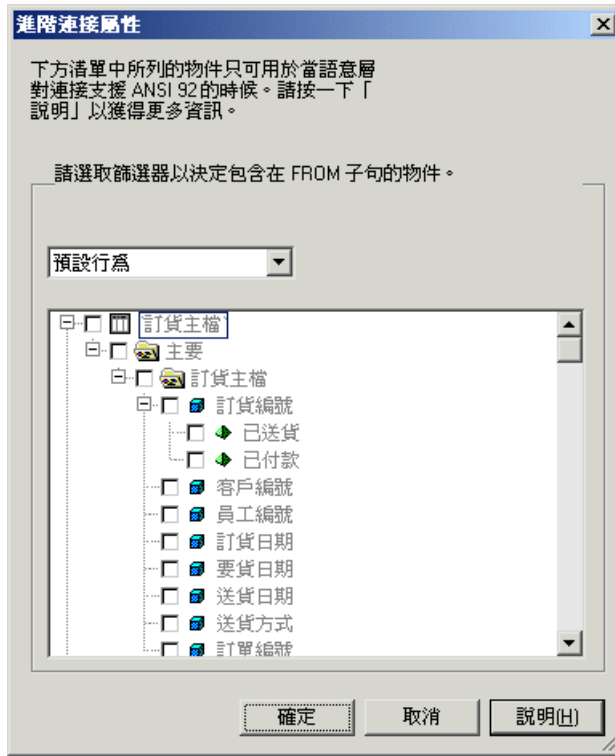 進階連接屬性
下方清單中所列的物件只可用於當語意層
對連接支援 ANSI 92 的時候。請按一下「
說明」以獲得更多資訊。
請選取篩選器以決定包含在 FROM 子句的物件。
預設行為
訂貨主檔
主要
訂貨主檔
訂貨編號
已送貨
已付款
客戶編號
員工編號
訂貨日期
要貨日期
送貨日期
送貨方式
訂單編號
確定
取消
說明(H)